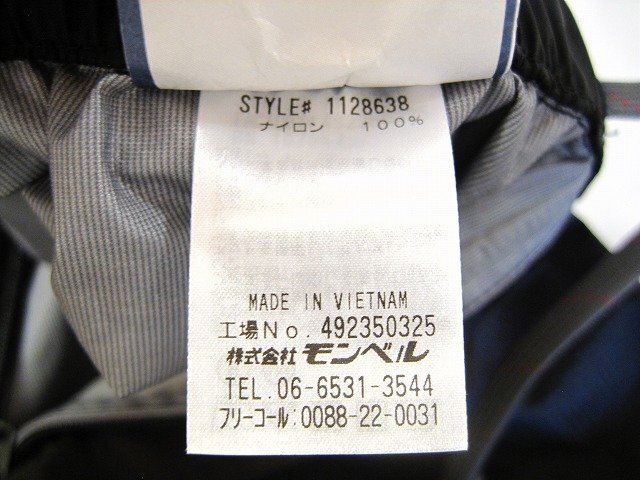 STYLE# 1128638
ナイロン 100%
MADE IN VIETNAM
工場No. 492350325
株式会社 モンベル
TEL. 06-6531-3544
フリーコール:0088-22-0031